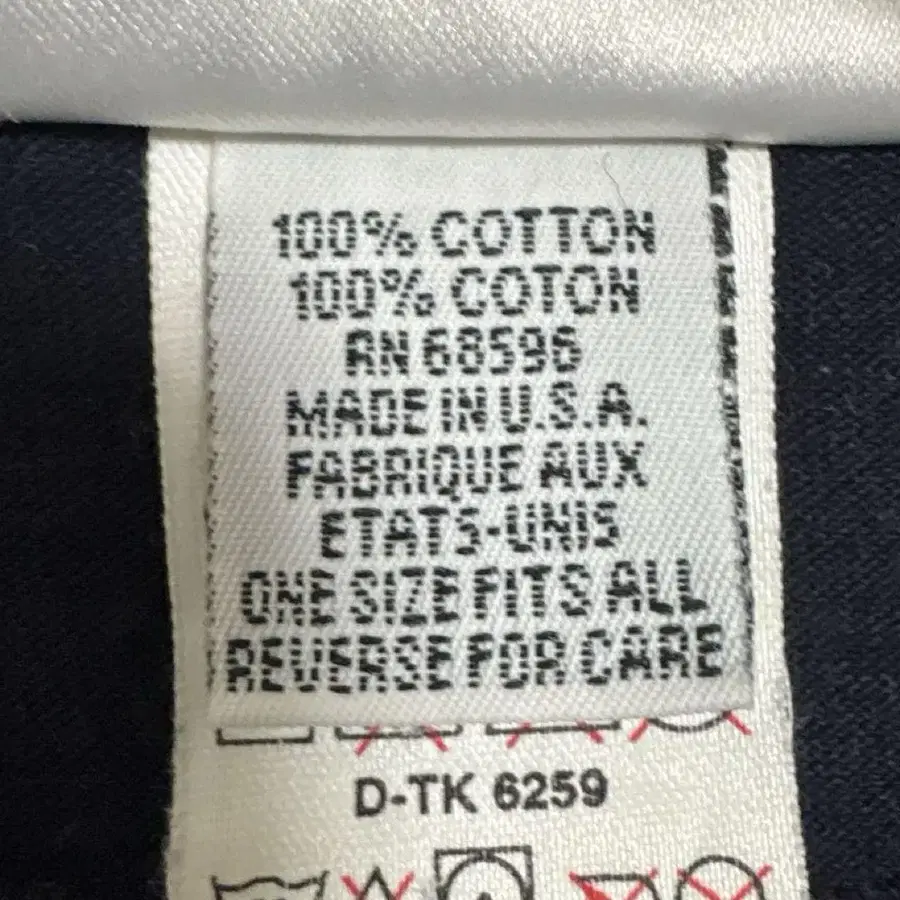 100% COTTON
100% COTON
RN 68596
MADE IN U.S.A.
FABRIQUE AUX
ETATS-UNIS
ONE SIZE FITS ALL
REVERSE FOR CARE
D-TK 6259